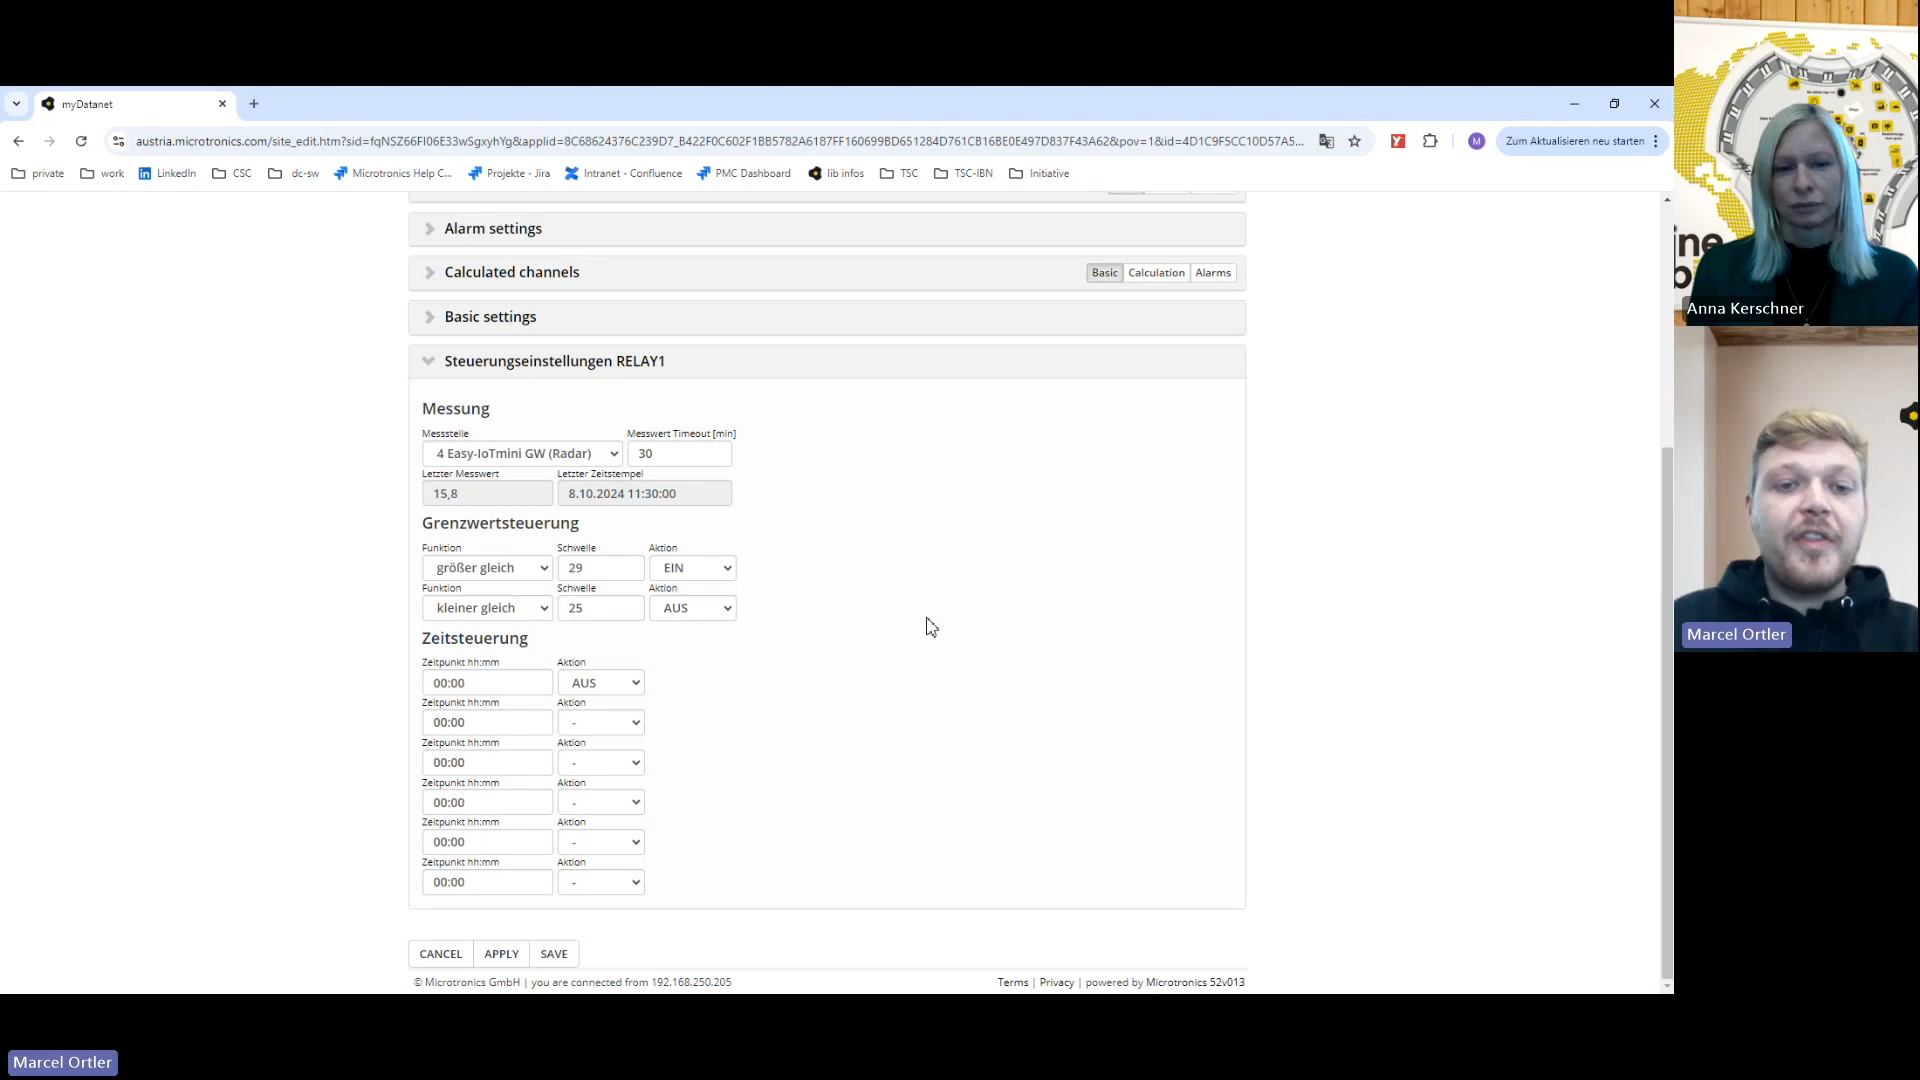 myDatanet
austria.microtronics.com/site_edit.htm?sid=fqNSZ66FI06E33wSgxyhYg&applid=8C68624376C239D7_B422F0C602F1BB5782A6187FF160699BD651284D761CB16BE0E497D837F43A62&pov=1&id=4D1C9F5CC10D57A5...
M
Zum Aktualisieren neu starten
private
work
LinkedIn
CSC
dc-sw
Microtronics Help C...
Projekte - Jira
Intranet - Confluence
PMC Dashboard
lib infos
TSC
TSC-IBN
Initiative
Alarm settings
Calculated channels
Basic Calculation Alarms
Basic settings
Steuerungseinstellungen RELAY1
Messung
Messstelle Messwert Timeout [min]
4 Easy-IoTmini GW (Radar) 30
Letzter Messwert Letzter Zeitstempel
15,8 8.10.2024 11:30:00
Grenzwertsteuerung
Funktion Schwelle Aktion
größer gleich 29 EIN
Funktion Schwelle Aktion
kleiner gleich 25 AUS
Zeitsteuerung
Zeitpunkt hh:mm Aktion
00:00 AUS
Zeitpunkt hh:mm Aktion
00:00 -
Zeitpunkt hh:mm Aktion
00:00 -
Zeitpunkt hh:mm Aktion
00:00 -
Zeitpunkt hh:mm Aktion
00:00 -
Zeitpunkt hh:mm Aktion
00:00 -
CANCEL APPLY SAVE
© Microtronics GmbH | you are connected from 192.168.250.205
Terms | Privacy | powered by Microtronics 52v013
Anna Kerschner
Marcel Ortler
Marcel Ortler